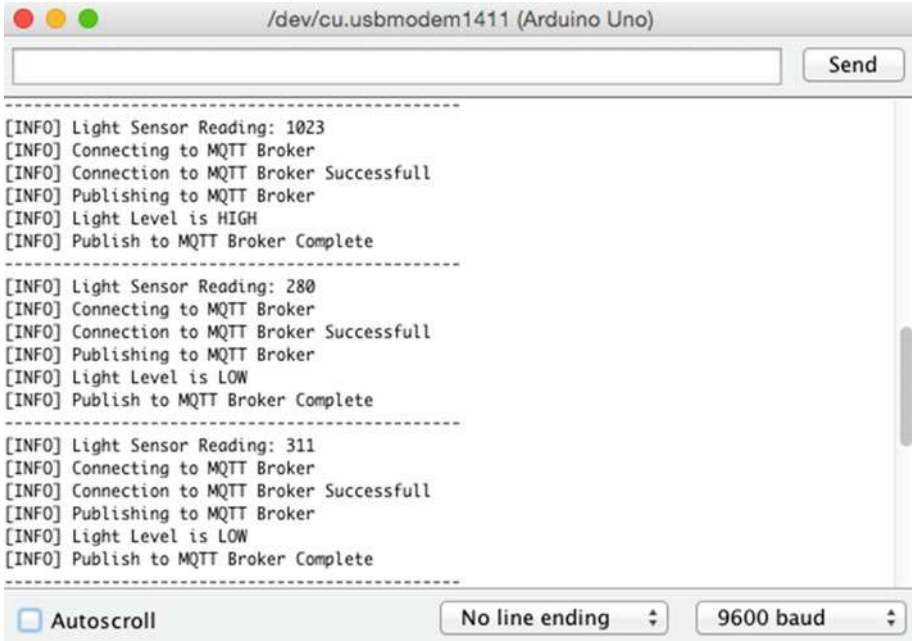 /dev/cu.usbmodem1411 (Arduino Uno)
Send
----------------------------------------------
[INFO] Light Sensor Reading: 1023
[INFO] Connecting to MQTT Broker
[INFO] Connection to MQTT Broker Successfull
[INFO] Publishing to MQTT Broker
[INFO] Light Level is HIGH
[INFO] Publish to MQTT Broker Complete
----------------------------------------------
[INFO] Light Sensor Reading: 280
[INFO] Connecting to MQTT Broker
[INFO] Connection to MQTT Broker Successfull
[INFO] Publishing to MQTT Broker
[INFO] Light Level is LOW
[INFO] Publish to MQTT Broker Complete
----------------------------------------------
[INFO] Light Sensor Reading: 311
[INFO] Connecting to MQTT Broker
[INFO] Connection to MQTT Broker Successfull
[INFO] Publishing to MQTT Broker
[INFO] Light Level is LOW
[INFO] Publish to MQTT Broker Complete
----------------------------------------------
Autoscroll No line ending 9600 baud